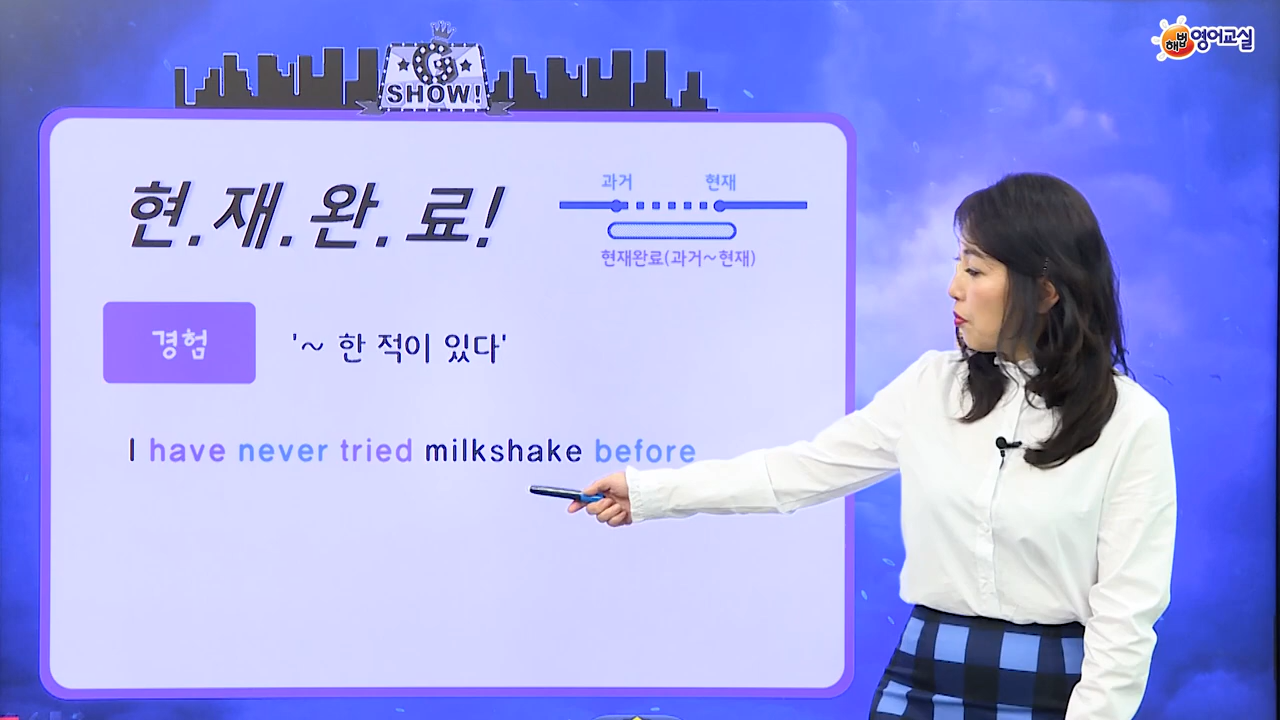 해법영어교실
G
SHOW!
현.재.완.료!
과거 현재
현재완료(과거~현재)
경험 '~ 한 적이 있다'
I have never tried milkshake before